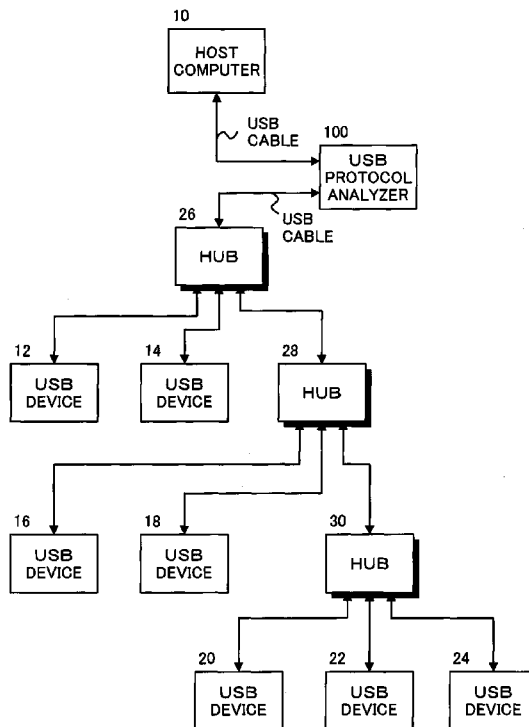 10
HOST
COMPUTER
USB
CABLE
100
USB
PROTOCOL
ANALYZER
USB
CABLE
26
HUB
12
USB
DEVICE
14
USB
DEVICE
28
HUB
16
USB
DEVICE
18
USB
DEVICE
30
HUB
20
USB
DEVICE
22
USB
DEVICE
24
USB
DEVICE